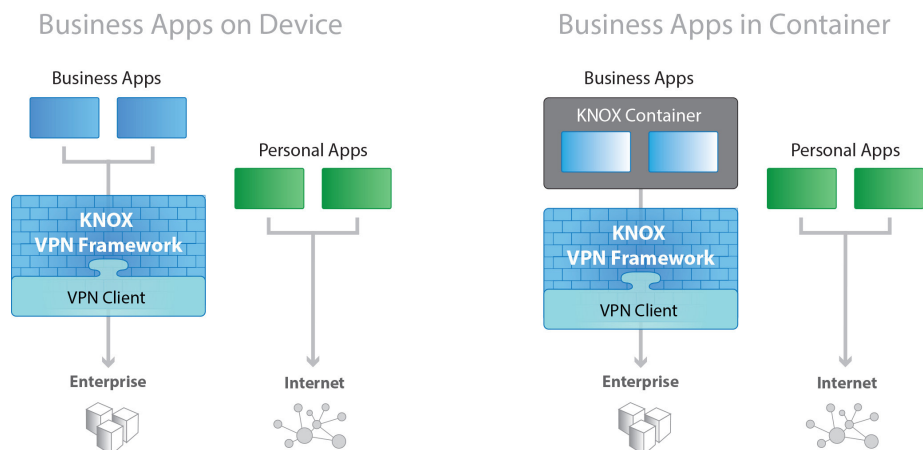 Business Apps on Device
Business Apps
Personal Apps
KNOX
VPN Framework
VPN Client
Enterprise
Internet
Business Apps in Container
Business Apps
KNOX Container
Personal Apps
KNOX
VPN Framework
VPN Client
Enterprise
Internet